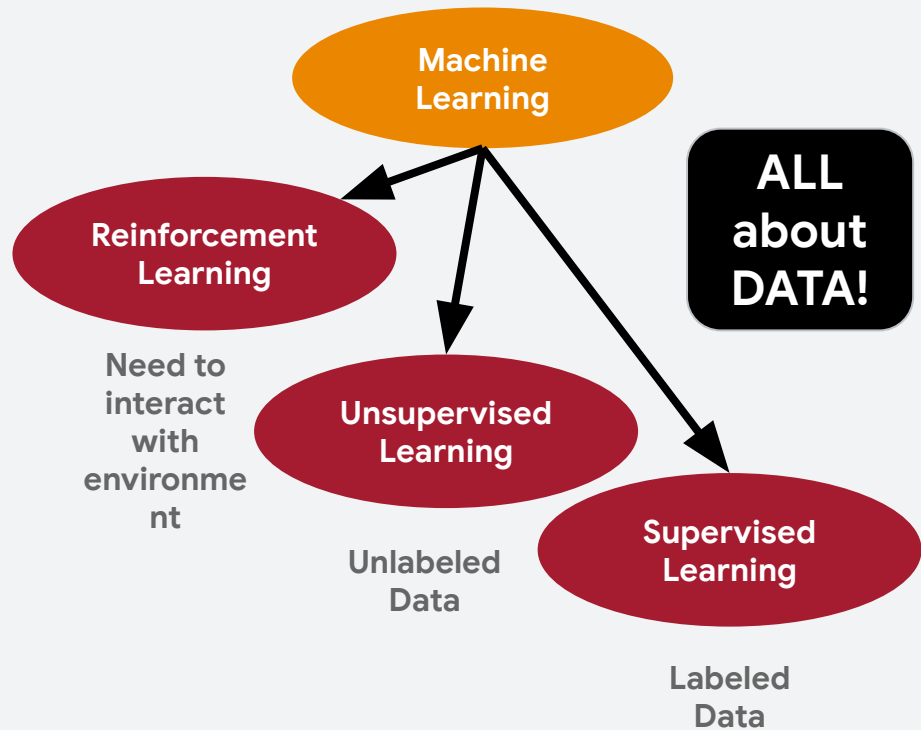 Machine
Learning
ALL
about
DATA!
Reinforcement
Learning
Need to
interact
with
environme
nt
Unsupervised
Learning
Unlabeled
Data
Supervised
Learning
Labeled
Data